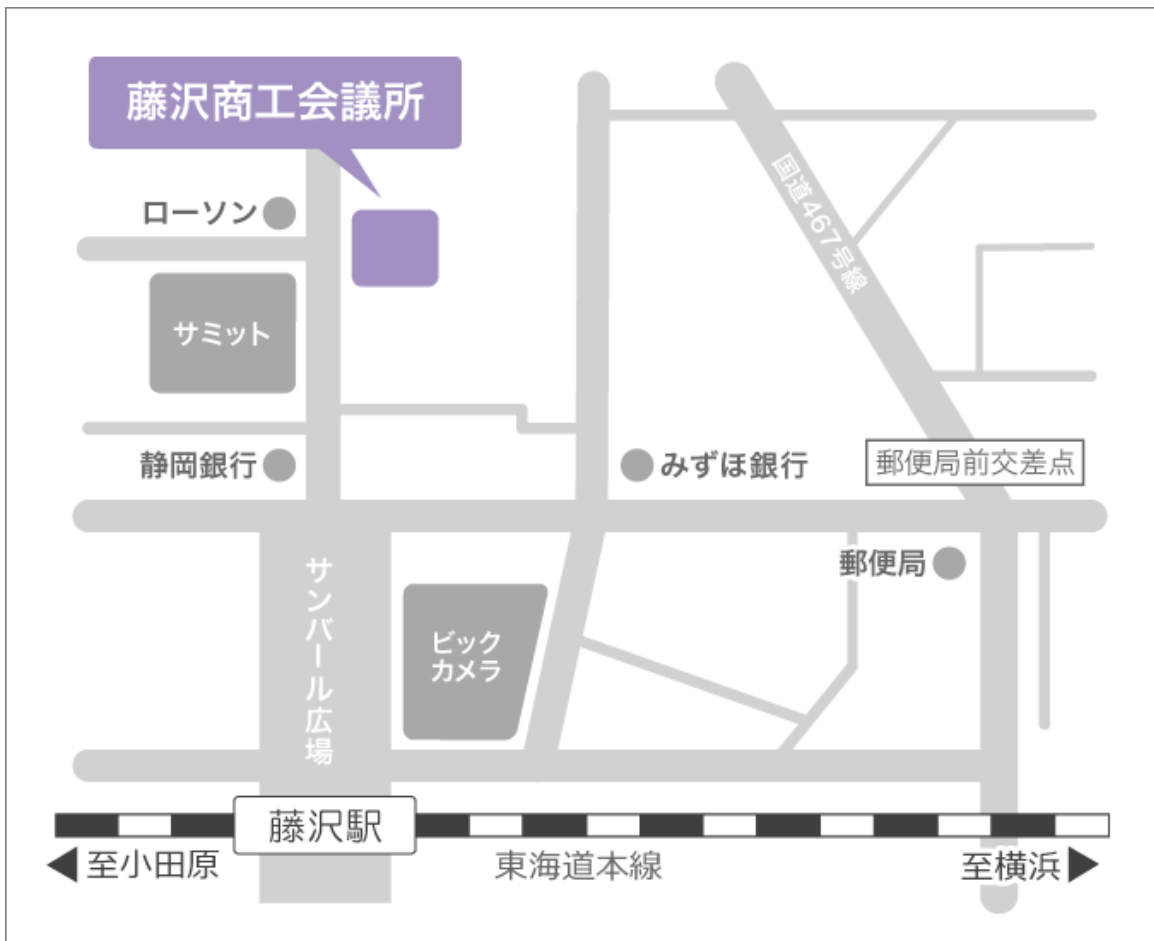 藤沢商工会議所
ローソン
国道467号線
サミット
静岡銀行
みずほ銀行
郵便局前交差点
サンパール広場
郵便局
ビック
カメラ
藤沢駅
至小田原
東海道本線
至横浜